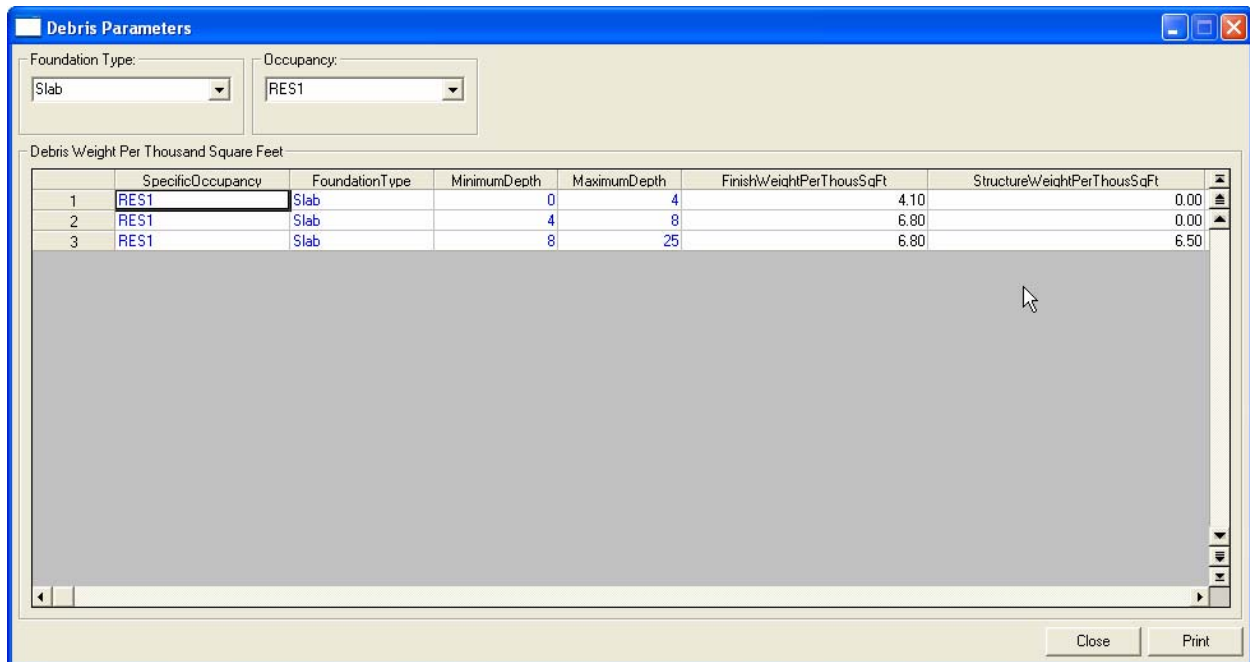 Debris Parameters
Foundation Type: Occupancy:
Slab RES1
Debris Weight Per Thousand Square Feet
SpecificOccupancy FoundationType MinimumDepth MaximumDepth FinishWeightPerThousSqFt StructureWeightPerThousSqFt
1 RES1 Slab 0 4 4.10 0.00
2 RES1 Slab 4 8 6.80 0.00
3 RES1 Slab 8 25 6.80 6.50
Close Print